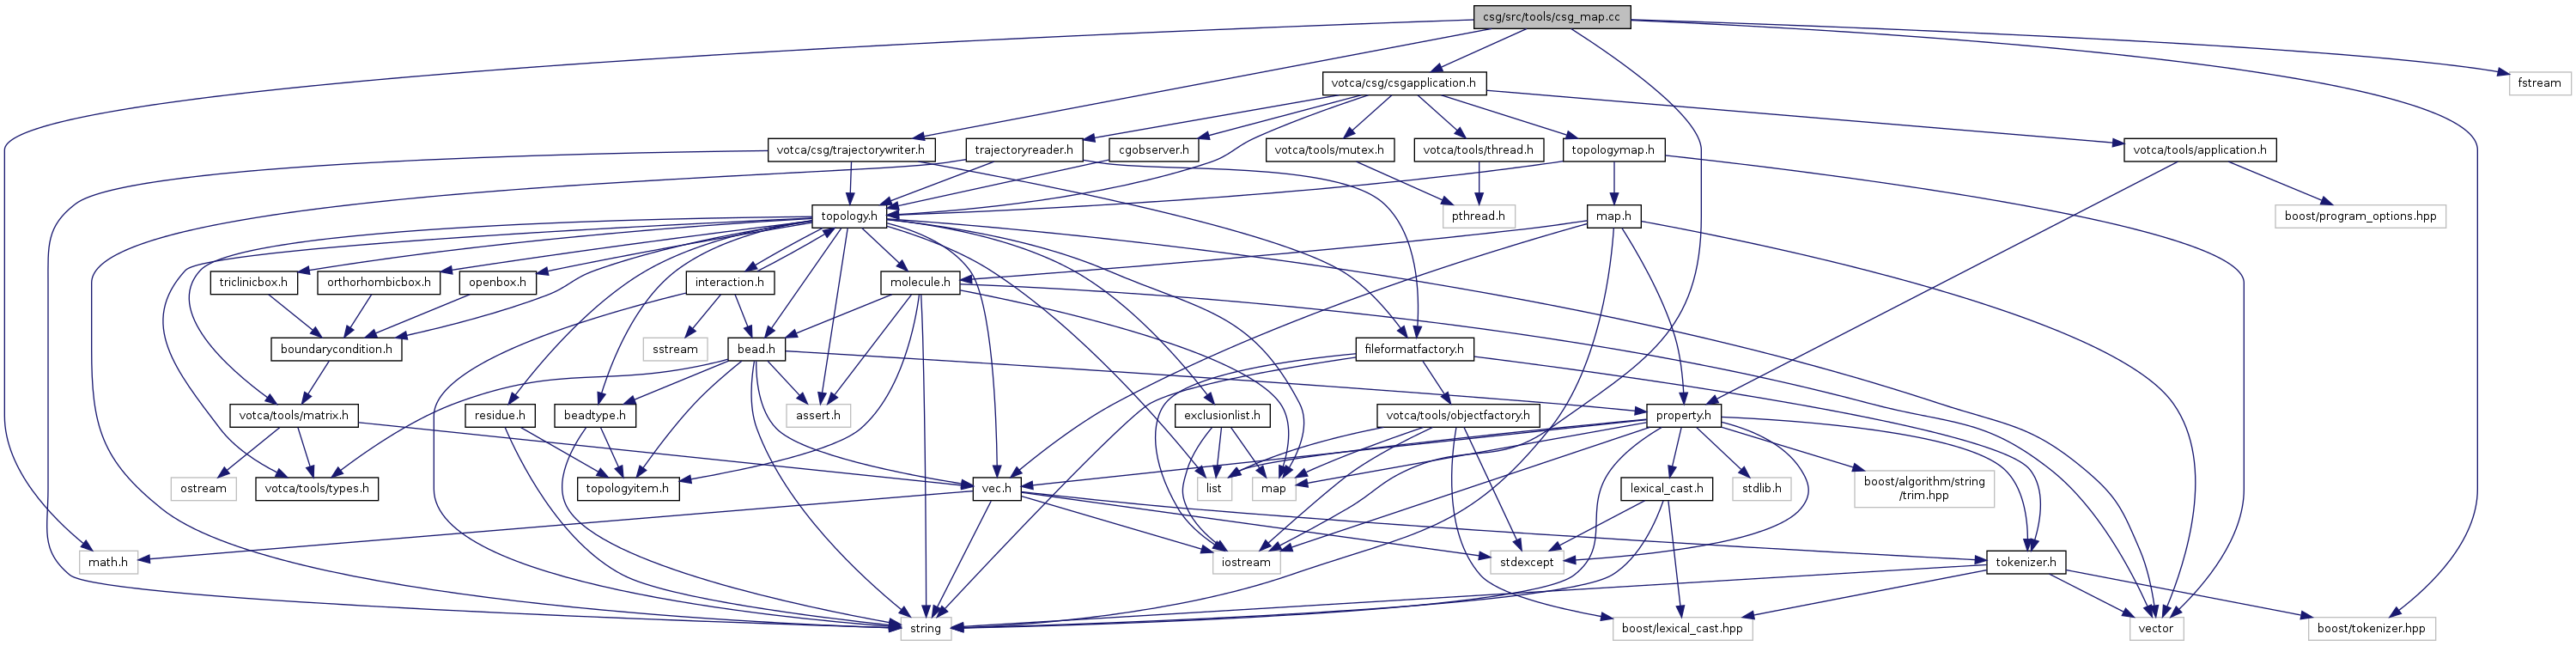 csg/src/tools/csg_map.cc
votca/csg/csgapplication.h
fstream
votca/csg/trajectorywriter.h
trajectoryreader.h
cgobserver.h
votca/tools/mutex.h
votca/tools/thread.h
topologymap.h
votca/tools/application.h
topology.h
pthread.h
map.h
boost/program_options.hpp
triclinicbox.h
orthorhombicbox.h
openbox.h
interaction.h
molecule.h
boundarycondition.h
sstream
bead.h
fileformatfactory.h
votca/tools/matrix.h
residue.h
beadtype.h
assert.h
exclusionlist.h
votca/tools/objectfactory.h
property.h
ostream
votca/tools/types.h
topologyitem.h
vec.h
list
map
lexical_cast.h
stdlib.h
boost/algorithm/string
/trim.hpp
math.h
iostream
stdexcept
tokenizer.h
string
boost/lexical_cast.hpp
vector
boost/tokenizer.hpp